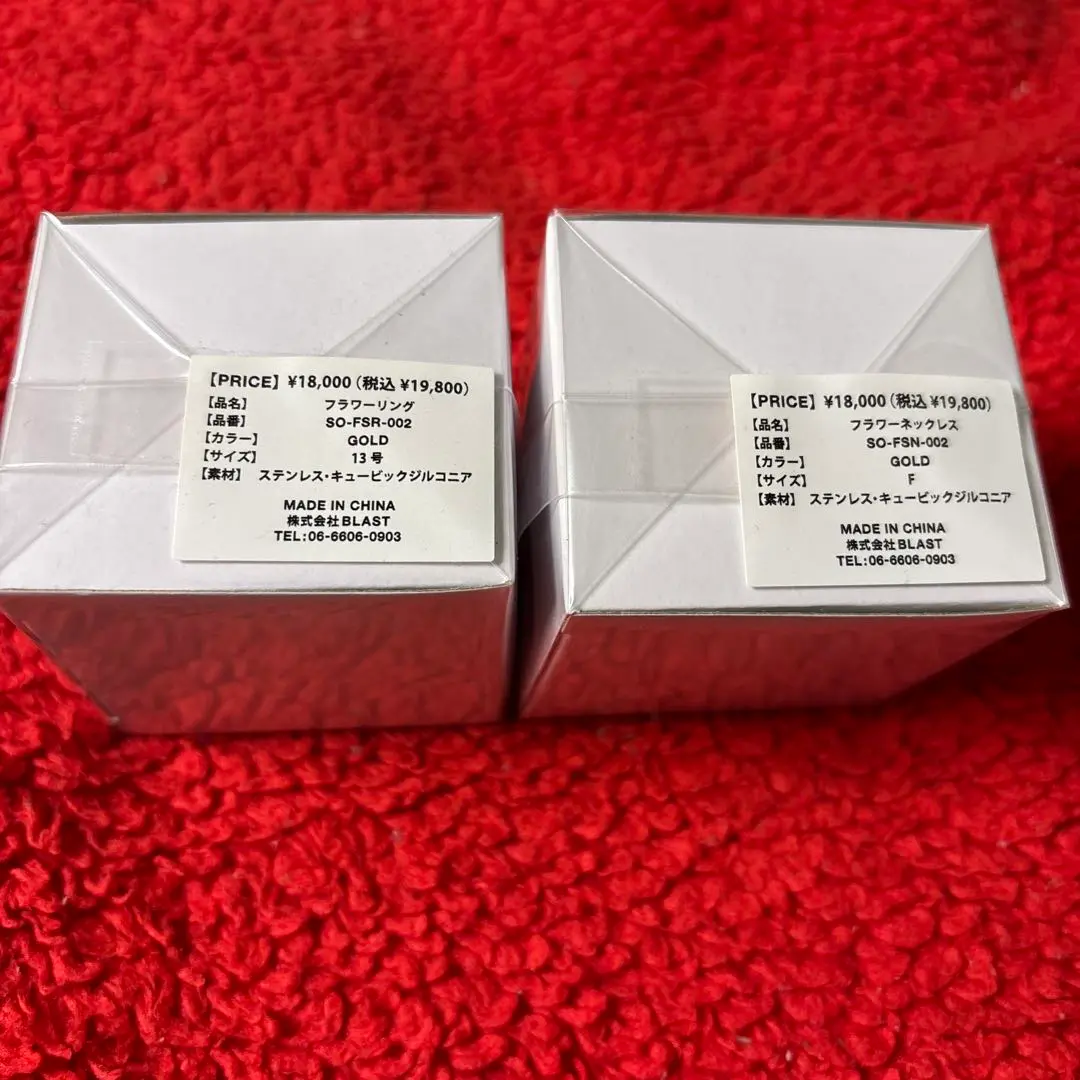 【PRICE】¥18,000（税込 ¥19,800）
【品名】 フラワーリング
【品番】 SO-FSR-002
【カラー】 GOLD
【サイズ】 13 号
【素材】 ステンレス・キュービックジルコニア
MADE IN CHINA
株式会社BLAST
TEL:06-6606-0903
【PRICE】¥18,000（税込 ¥19,800）
【品名】 フラワーネックレス
【品番】 SO-FSN-002
【カラー】 GOLD
【サイズ】 F
【素材】 ステンレス・キュービックジルコニア
MADE IN CHINA
株式会社BLAST
TEL:06-6606-0903